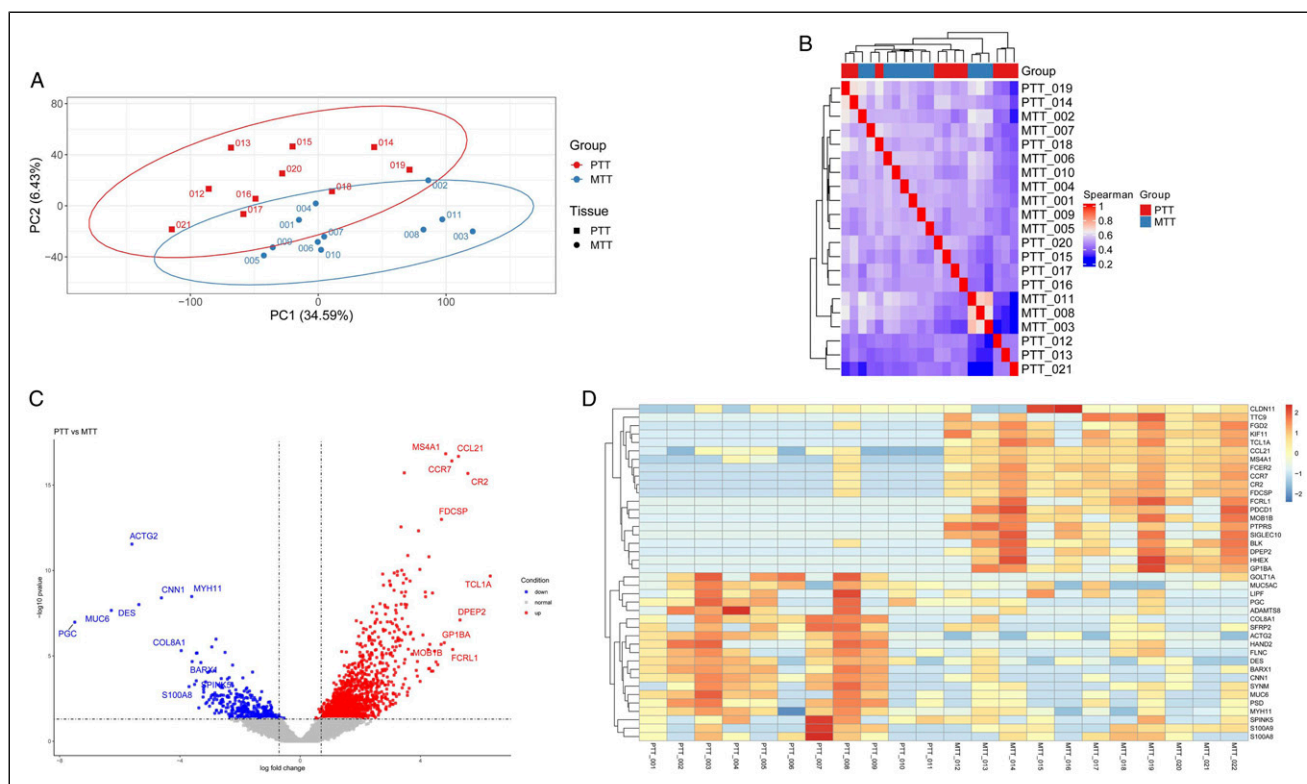 A
80
40
0
−40
−100
0
100
PC2 (6.43%)
PC1 (34.59%)
013
015
014
019
020
002
012
016
018
017
004
001
011
021
007
008
003
006
010
005
Group
PTT
MTT
Tissue
PTT
MTT
B
Group
PTT_019
PTT_014
MTT_002
MTT_007
PTT_018
MTT_006
MTT_010
MTT_004
MTT_001
MTT_009
MTT_005
PTT_020
PTT_015
PTT_017
PTT_016
MTT_011
MTT_008
MTT_003
PTT_012
PTT_013
PTT_021
Spearman
1
0.8
0.6
0.4
0.2
Group
PTT
MTT
C
PTT vs MTT
15
10
5
0
−8
−4
0
4
-log10 pvalue
log fold change
MS4A1
CCL21
CCR7
CR2
FDCSP
ACTG2
TCL1A
CNN1
MYH11
DES
MUC6
PGC
DPEP2
GP1BA
COL8A1
MOB1B
FCRL1
BARX1
SPINK5
S100A8
Condition
down
normal
up
D
CLDN11
TTC9
FGD2
KIF11
TCL1A
CCL21
MS4A1
FCER2
CCR7
CR2
FDCSP
FCRL1
PDCD1
MOB1B
PTPRS
SIGLEC10
BLK
DPEP2
HHEX
GP1BA
GOLT1A
MUC5AC
LIPF
PGC
ADAMTS8
COL8A1
SFRP2
ACTG2
HAND2
FLNC
DES
BARX1
CNN1
SYNM
MUC6
PSD
MYH11
SPINK5
S100A9
S100A8
PTT_001
PTT_002
PTT_003
PTT_004
PTT_005
PTT_006
PTT_007
PTT_008
PTT_009
PTT_010
PTT_011
MTT_012
MTT_013
MTT_014
MTT_015
MTT_016
MTT_017
MTT_018
MTT_019
MTT_020
MTT_021
MTT_022
2
1
0
−1
−2